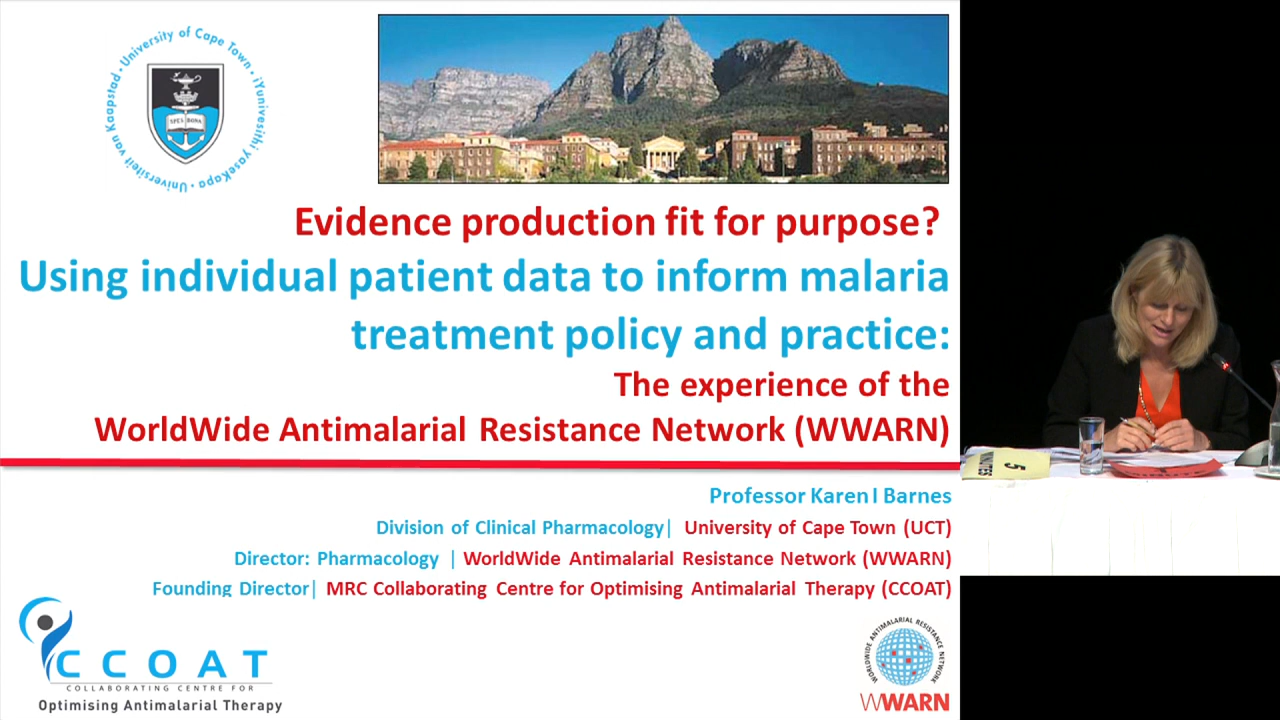 University of Cape Town · iYunivesithi yaseKapa · Universiteit van Kaapstad ·
SPES BONA
Evidence production fit for purpose?
Using individual patient data to inform malaria
treatment policy and practice:
The experience of the
WorldWide Antimalarial Resistance Network (WWARN)
Professor Karen I Barnes
Division of Clinical Pharmacology| University of Cape Town (UCT)
Director: Pharmacology | WorldWide Antimalarial Resistance Network (WWARN)
Founding Director| MRC Collaborating Centre for Optimising Antimalarial Therapy (CCOAT)
CCOAT
COLLABORATING CENTRE FOR
Optimising Antimalarial Therapy
WORLDWIDE ANTIMALARIAL RESISTANCE NETWORK
WWARN
5
MINUTES